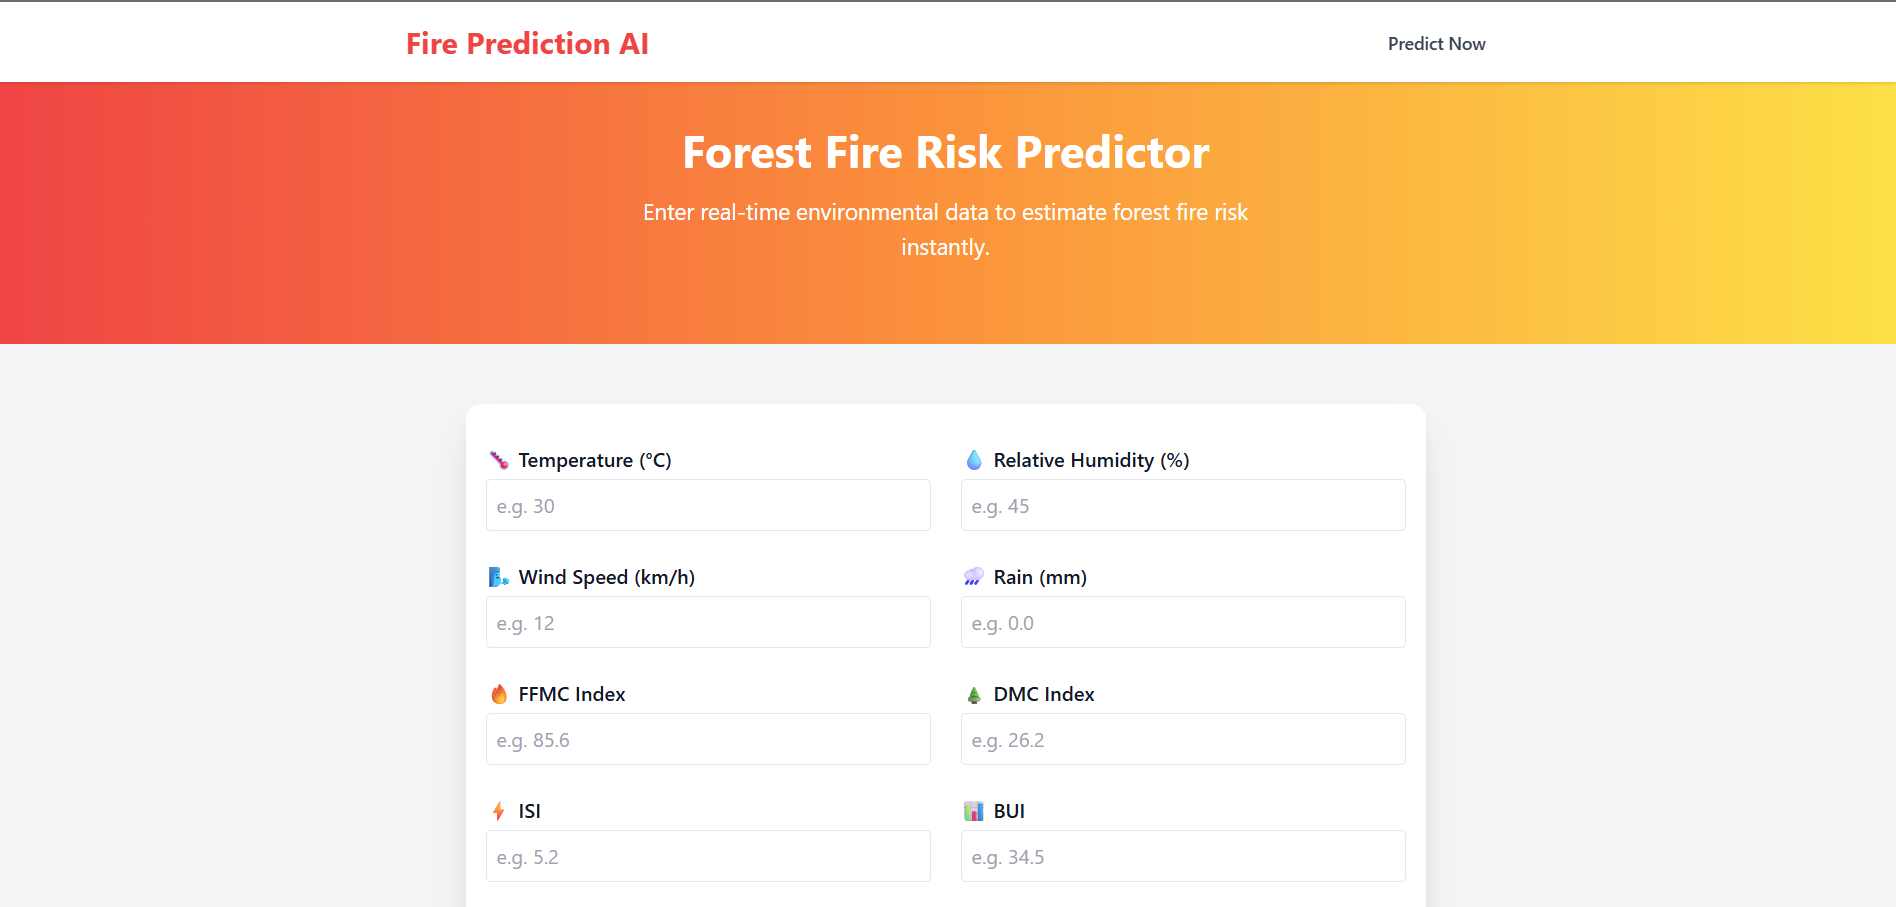 Fire Prediction AI
Predict Now
Forest Fire Risk Predictor
Enter real-time environmental data to estimate forest fire risk
instantly.
Temperature (°C)
Relative Humidity (%)
e.g. 30
e.g. 45
Wind Speed (km/h)
Rain (mm)
e.g. 12
e.g. 0.0
FFMC Index
DMC Index
e.g. 85.6
e.g. 26.2
ISI
BUI
e.g. 5.2
e.g. 34.5